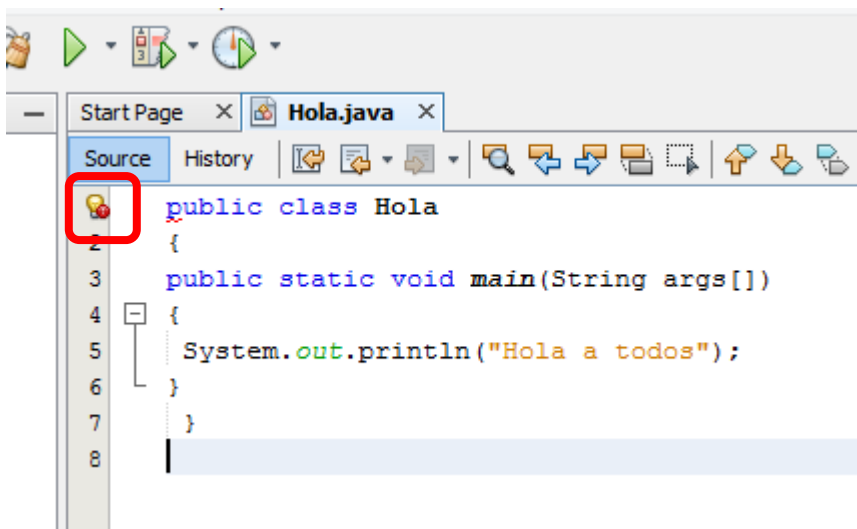 Start Page
Hola.java
Source History
public class Hola
2 {
3 public static void main(String args[])
4 {
5 System.out.println("Hola a todos");
6 }
7 }
8